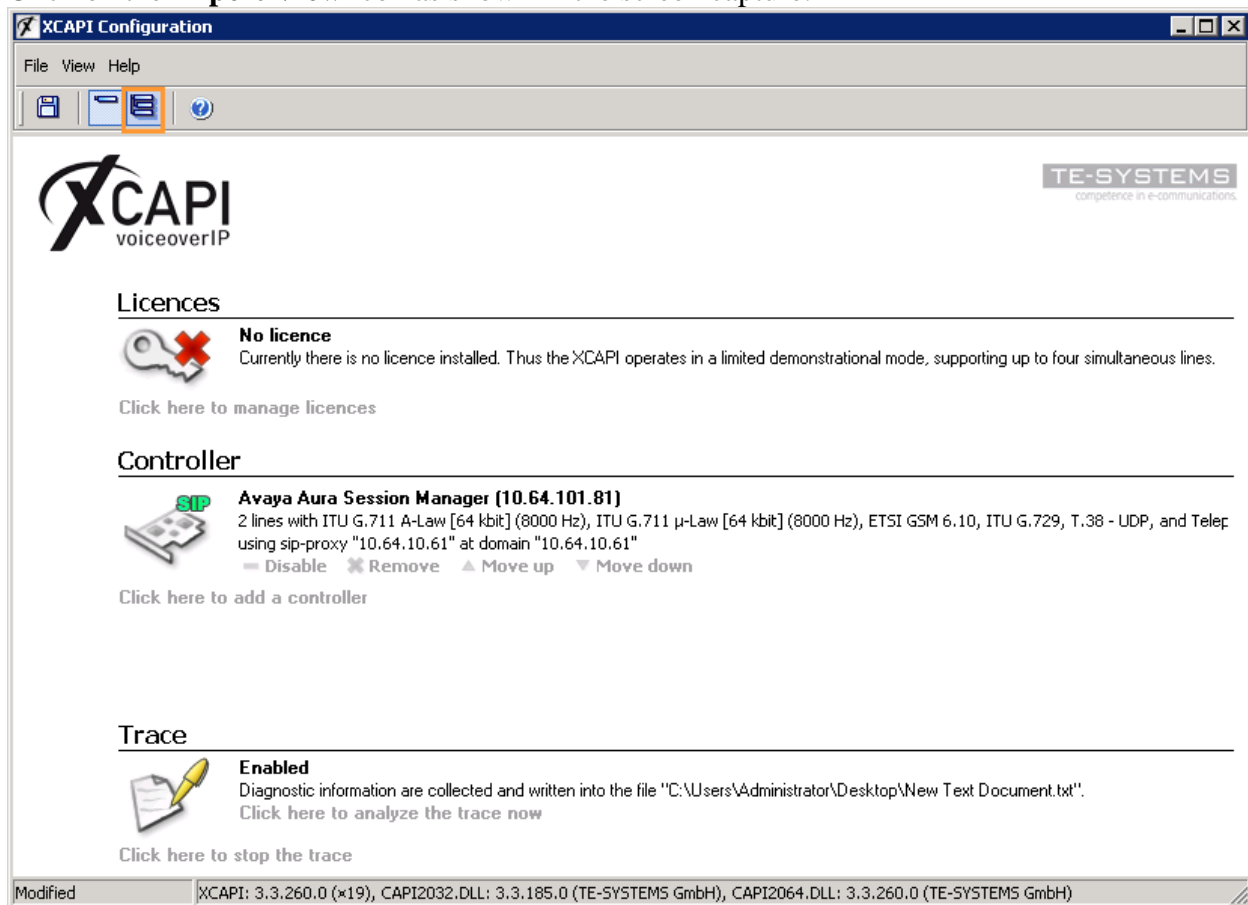 XCAPI Configuration
File View Help
XCAPI
voiceoverIP
TE-SYSTEMS
competence in e-communications.
Licences
No licence
Currently there is no licence installed. Thus the XCAPI operates in a limited demonstrational mode, supporting up to four simultaneous lines.
Click here to manage licences
Controller
SIP
Avaya Aura Session Manager (10.64.101.81)
2 lines with ITU G.711 A-Law [64 kbit] (8000 Hz), ITU G.711 µ-Law [64 kbit] (8000 Hz), ETSI GSM 6.10, ITU G.729, T.38 - UDP, and Telep
using sip-proxy "10.64.10.61" at domain "10.64.10.61"
Disable Remove Move up Move down
Click here to add a controller
Trace
Enabled
Diagnostic information are collected and written into the file "C:\Users\Administrator\Desktop\New Text Document.txt".
Click here to analyze the trace now
Click here to stop the trace
Modified XCAPI: 3.3.260.0 (×19), CAPI2032.DLL: 3.3.185.0 (TE-SYSTEMS GmbH), CAPI2064.DLL: 3.3.260.0 (TE-SYSTEMS GmbH)